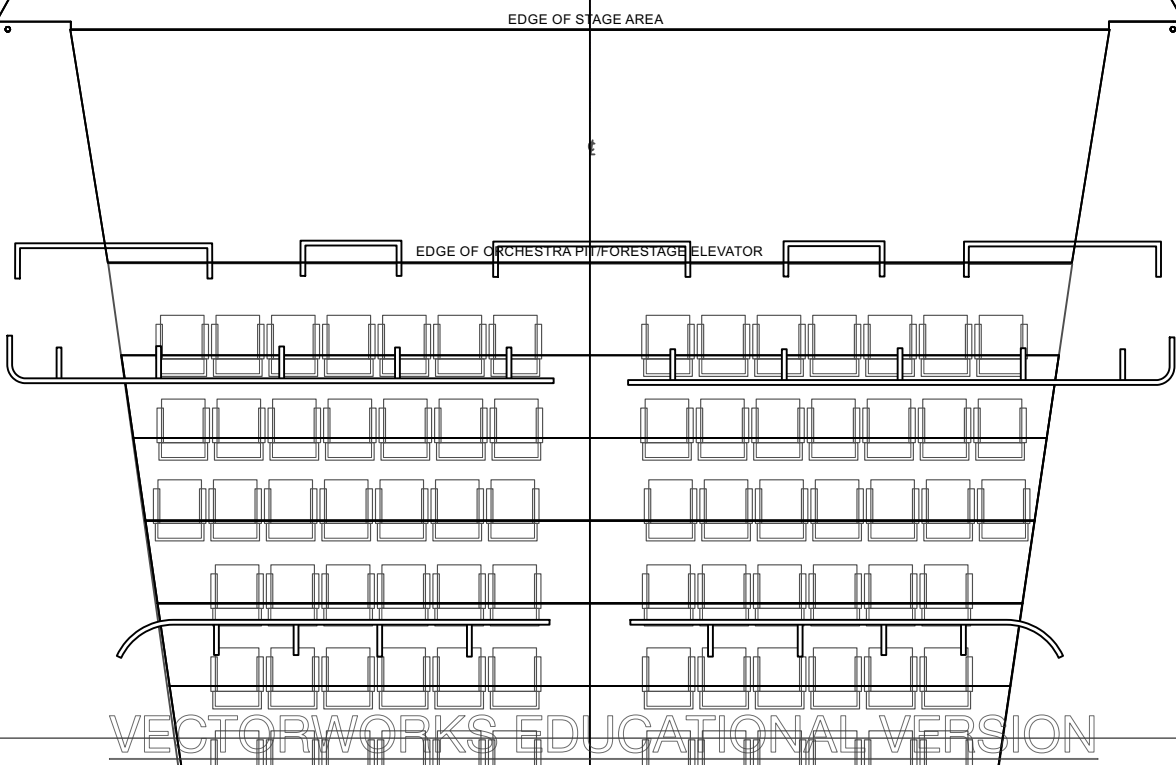 EDGE OF STAGE AREA
℄
EDGE OF ORCHESTRA PIT/FORESTAGE ELEVATOR
VECTORWORKS EDUCATIONAL VERSION